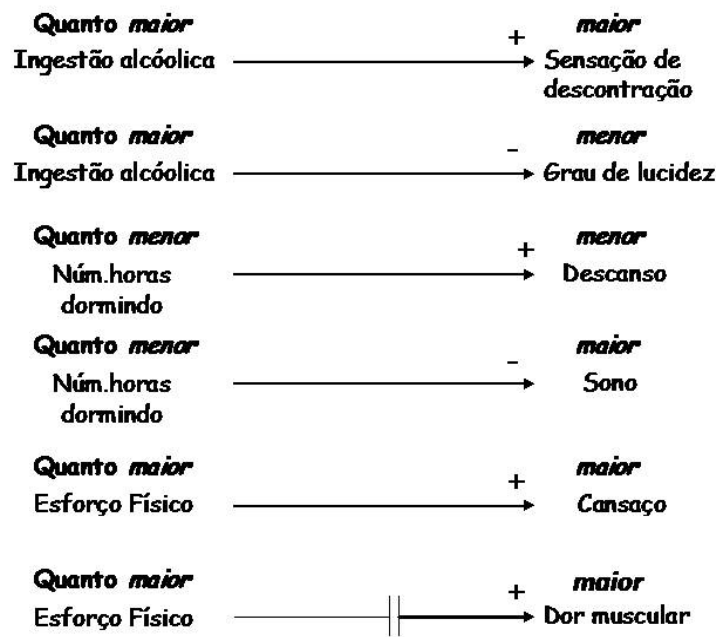 Quanto maior
maior
+
Ingestão alcóolica
Sensação de
descontração
Quanto maior
menor
-
Ingestão alcóolica
Grau de lucidez
Quanto menor
menor
+
Núm.horas
dormindo
Descanso
Quanto menor
maior
-
Núm.horas
dormindo
Sono
Quanto maior
maior
+
Esforço Físico
Cansaço
Quanto maior
maior
+
Esforço Físico
Dor muscular